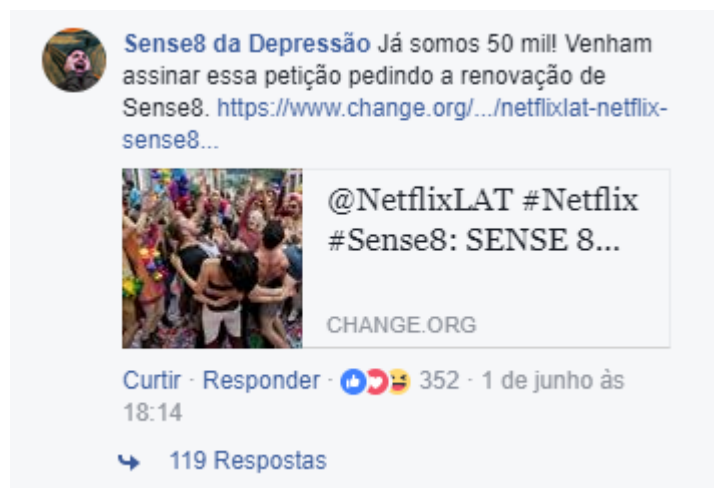 Sense8 da Depressão Já somos 50 mil! Venham
assinar essa petição pedindo a renovação de
Sense8. https://www.change.org/.../netflixlat-netflix-
sense8...
@NetflixLAT #Netflix
#Sense8: SENSE 8...
CHANGE.ORG
Curtir · Responder · 352 · 1 de junho às
18:14
119 Respostas